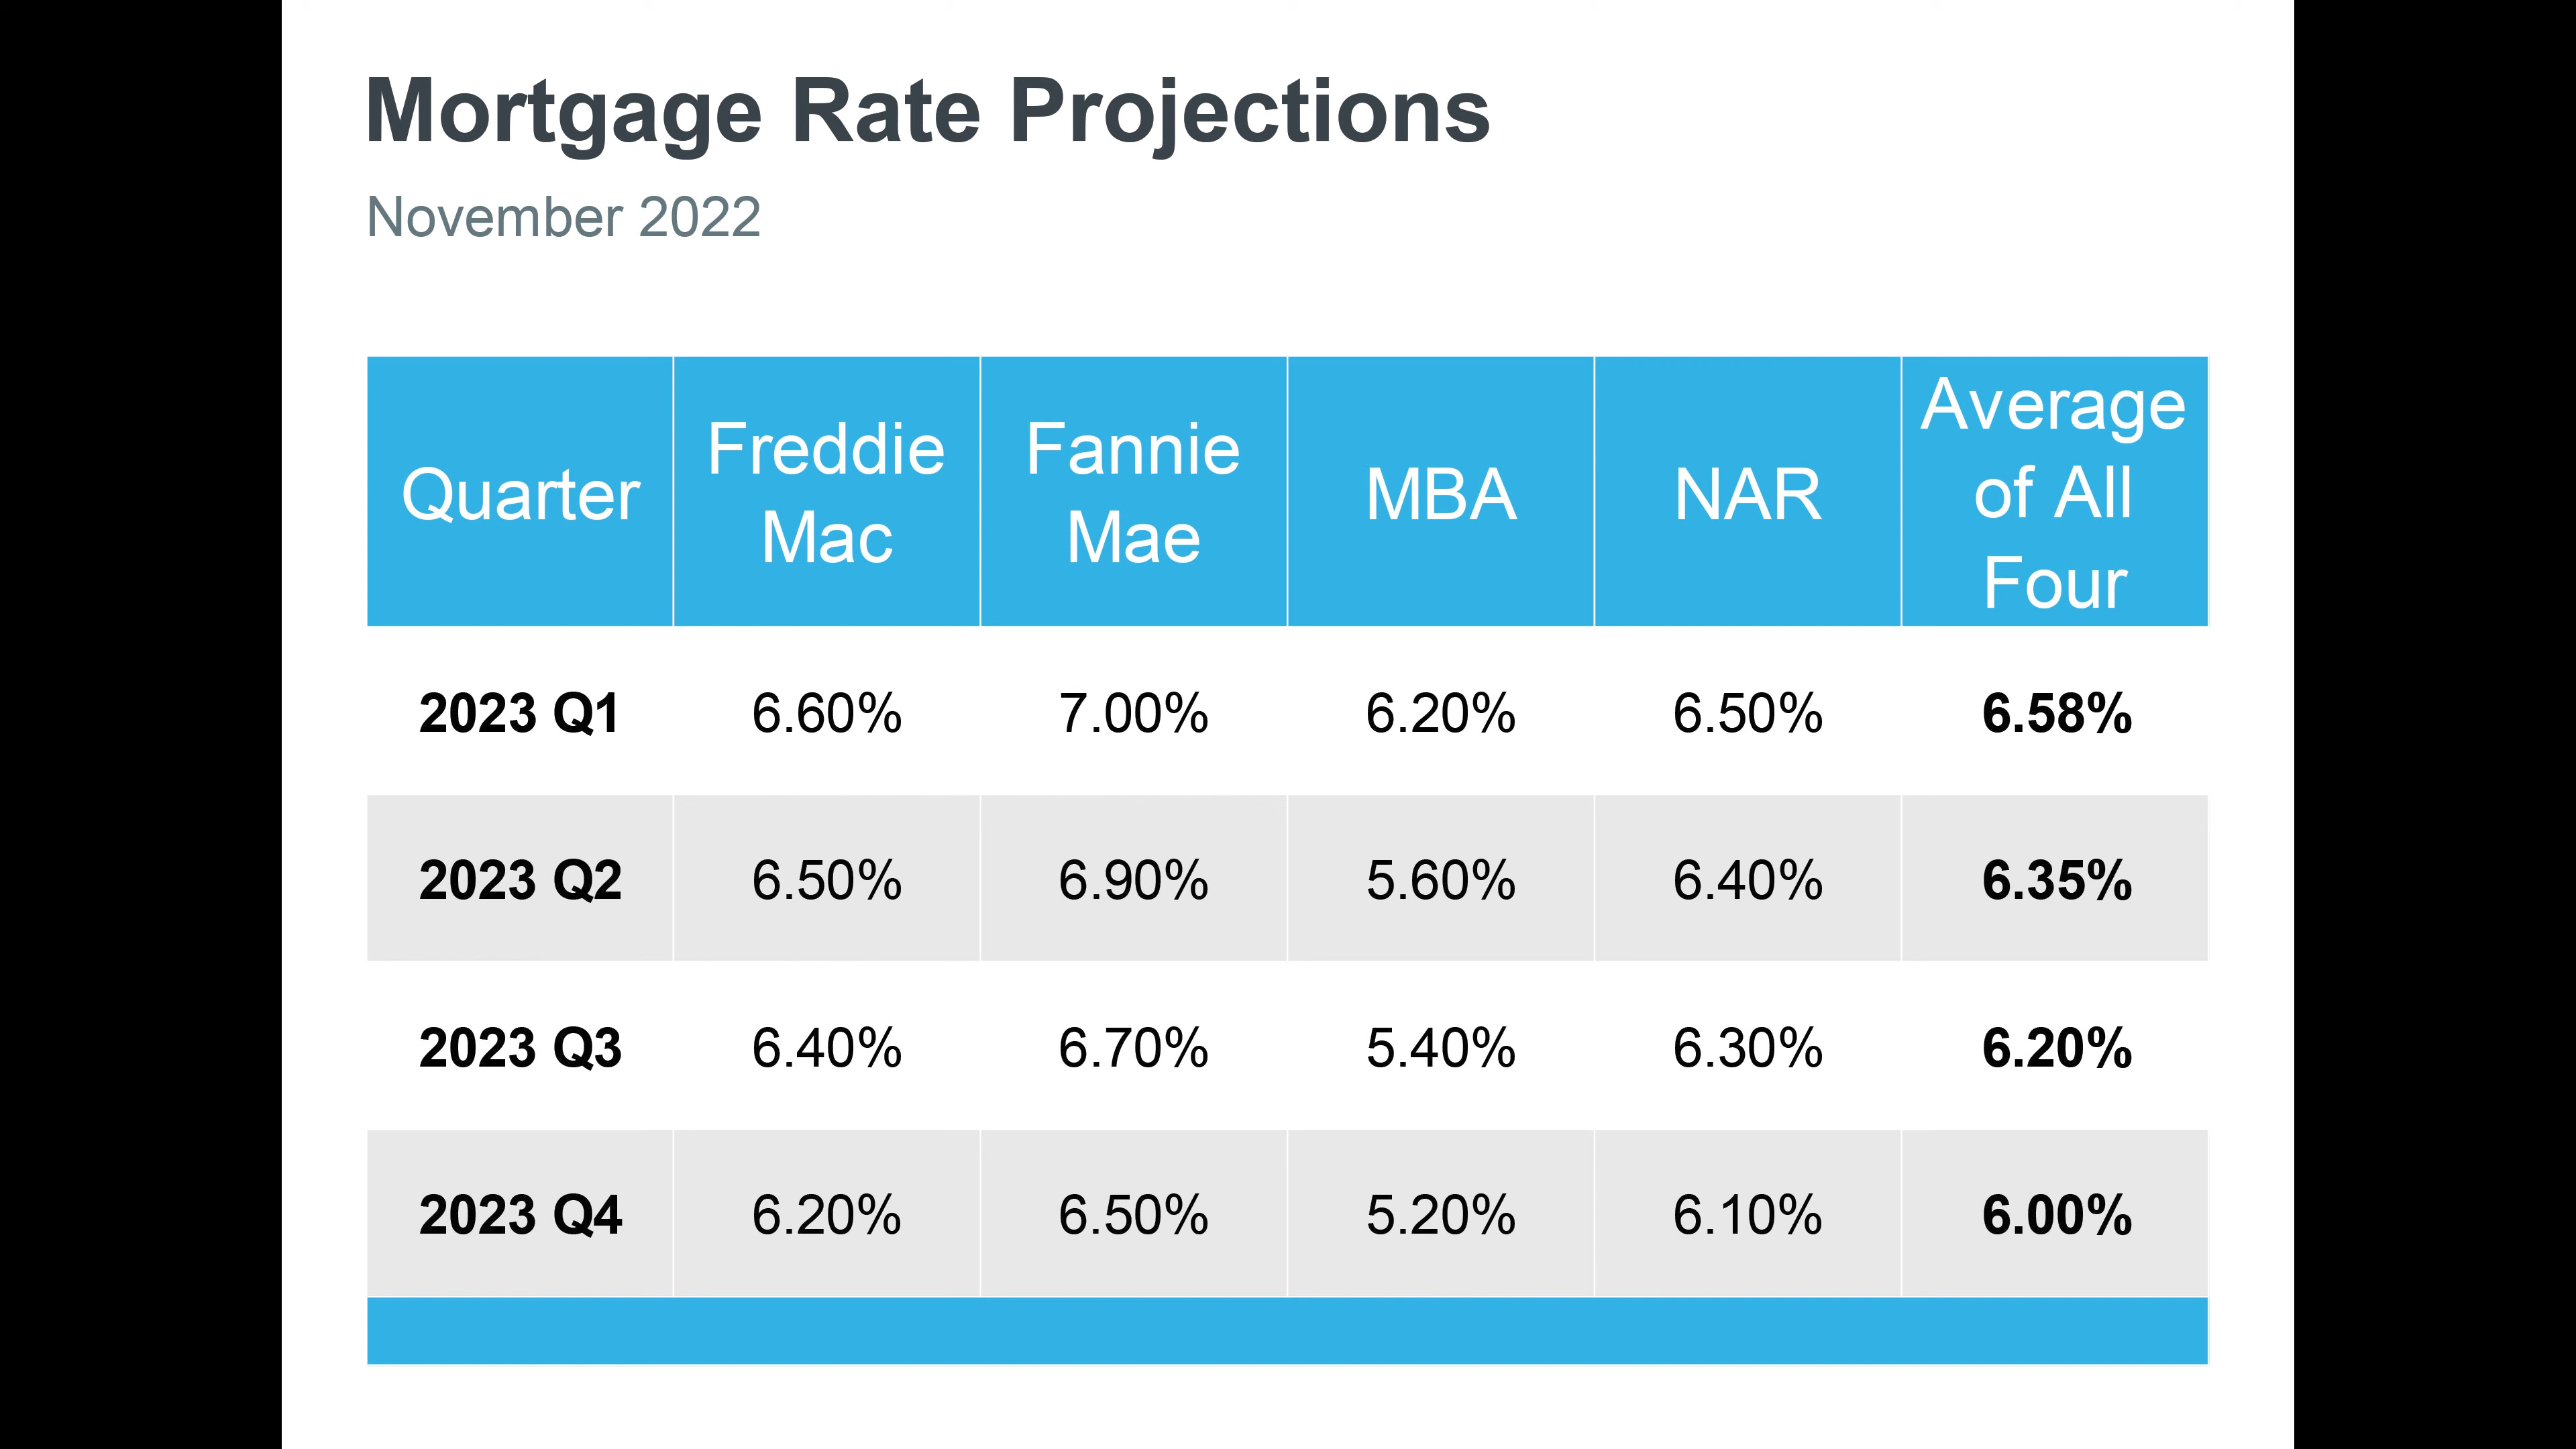 Mortgage Rate Projections
November 2022
Quarter Freddie Mac Fannie Mae MBA NAR Average of All Four
2023 Q1 6.60% 7.00% 6.20% 6.50% 6.58%
2023 Q2 6.50% 6.90% 5.60% 6.40% 6.35%
2023 Q3 6.40% 6.70% 5.40% 6.30% 6.20%
2023 Q4 6.20% 6.50% 5.20% 6.10% 6.00%